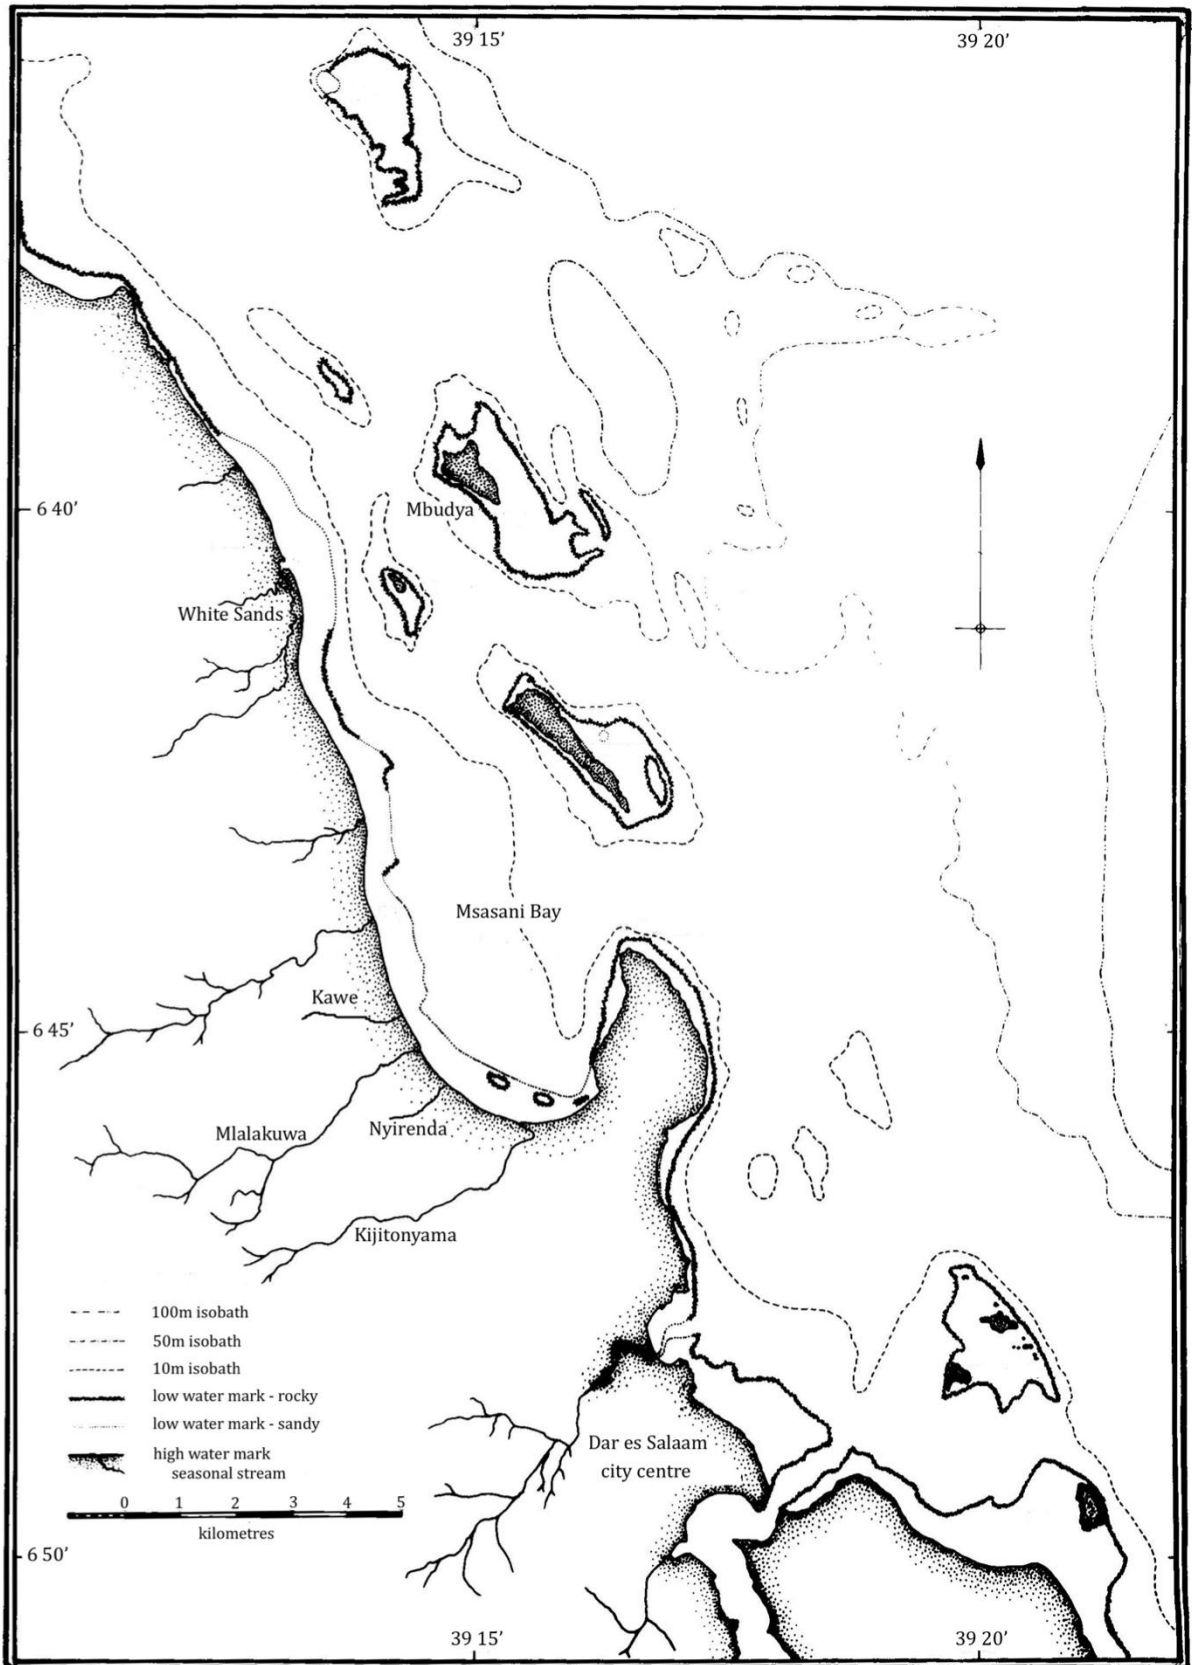 39 15’
39 20’
Mbudya
6 40’
White Sands
Msasani Bay
Kawe
6 45’
Mlalakuwa
Nyirenda
Kijitonyama
100m isobath
50m isobath
10m isobath
low water mark - rocky
low water mark - sandy
high water mark
seasonal stream
Dar es Salaam
city centre
0 1 2 3 4 5
kilometres
6 50’
39 15’
39 20’